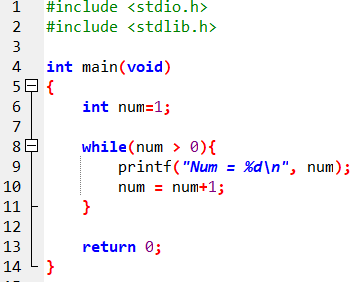 1 #include <stdio.h>
2 #include <stdlib.h>
3
4 int main(void)
5 {
6     int num=1;
7
8     while(num > 0){
9         printf("Num = %d\n", num);
10         num = num+1;
11     }
12
13     return 0;
14 }